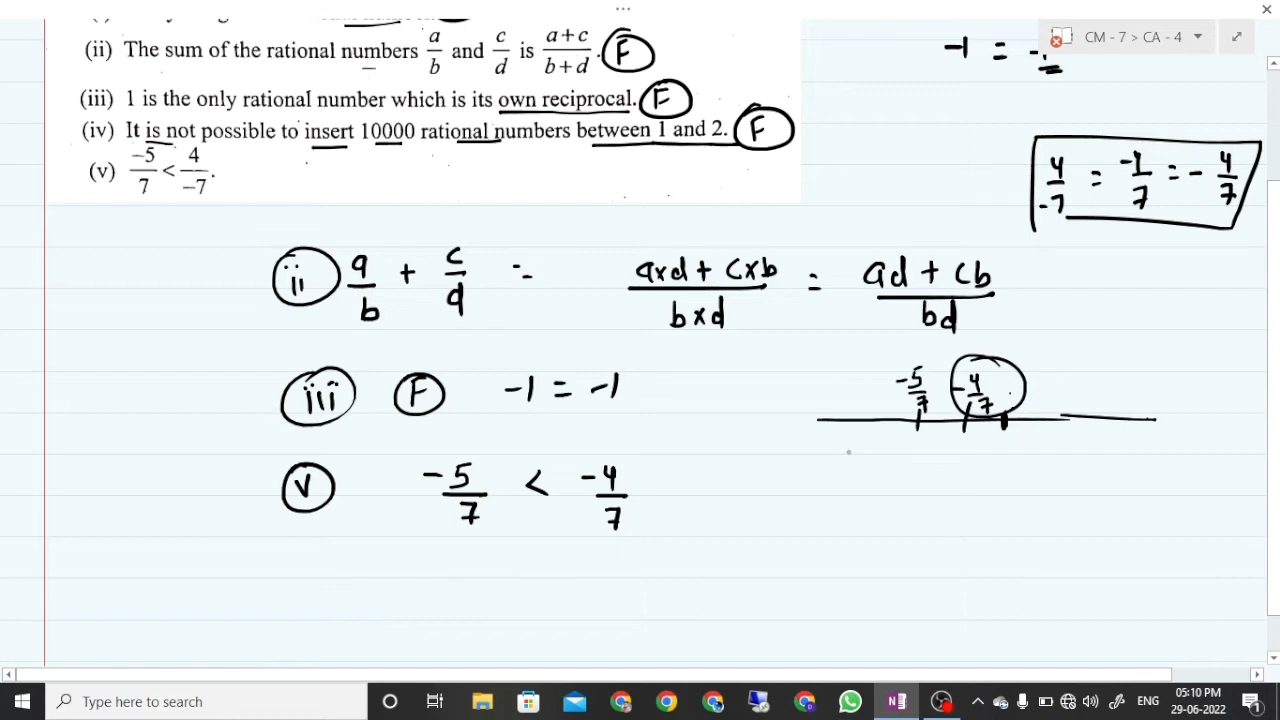 (ii) The sum of the rational numbers a/b and c/d is a+c/b+d. F
(iii) 1 is the only rational number which is its own reciprocal. F
(iv) It is not possible to insert 10000 rational numbers between 1 and 2. F
(v) -5/7 < 4/-7.
-1 =
CM - 7 > CA - 4
4/-7 = -4/7 = - 4/7
ii a/b + c/d = axd + cxb / bxd = ad + cb / bd
iii F -1 = -1
-5/7 -4/7
v -5/7 < -4/7
Type here to search
ENG
05:10 PM
29-06-2022
1